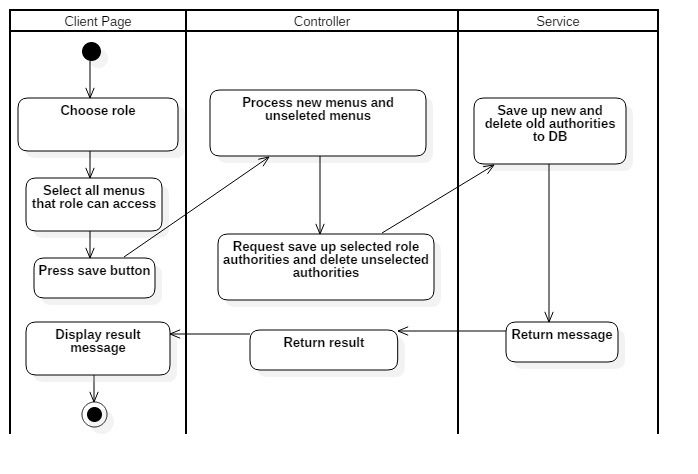 Client Page
Controller
Service
Choose role
Select all menus
that role can access
Press save button
Process new menus and
unseleted menus
Request save up selected role
authorities and delete unselected
authorities
Save up new and
delete old authorities
to DB
Return message
Return result
Display result
message